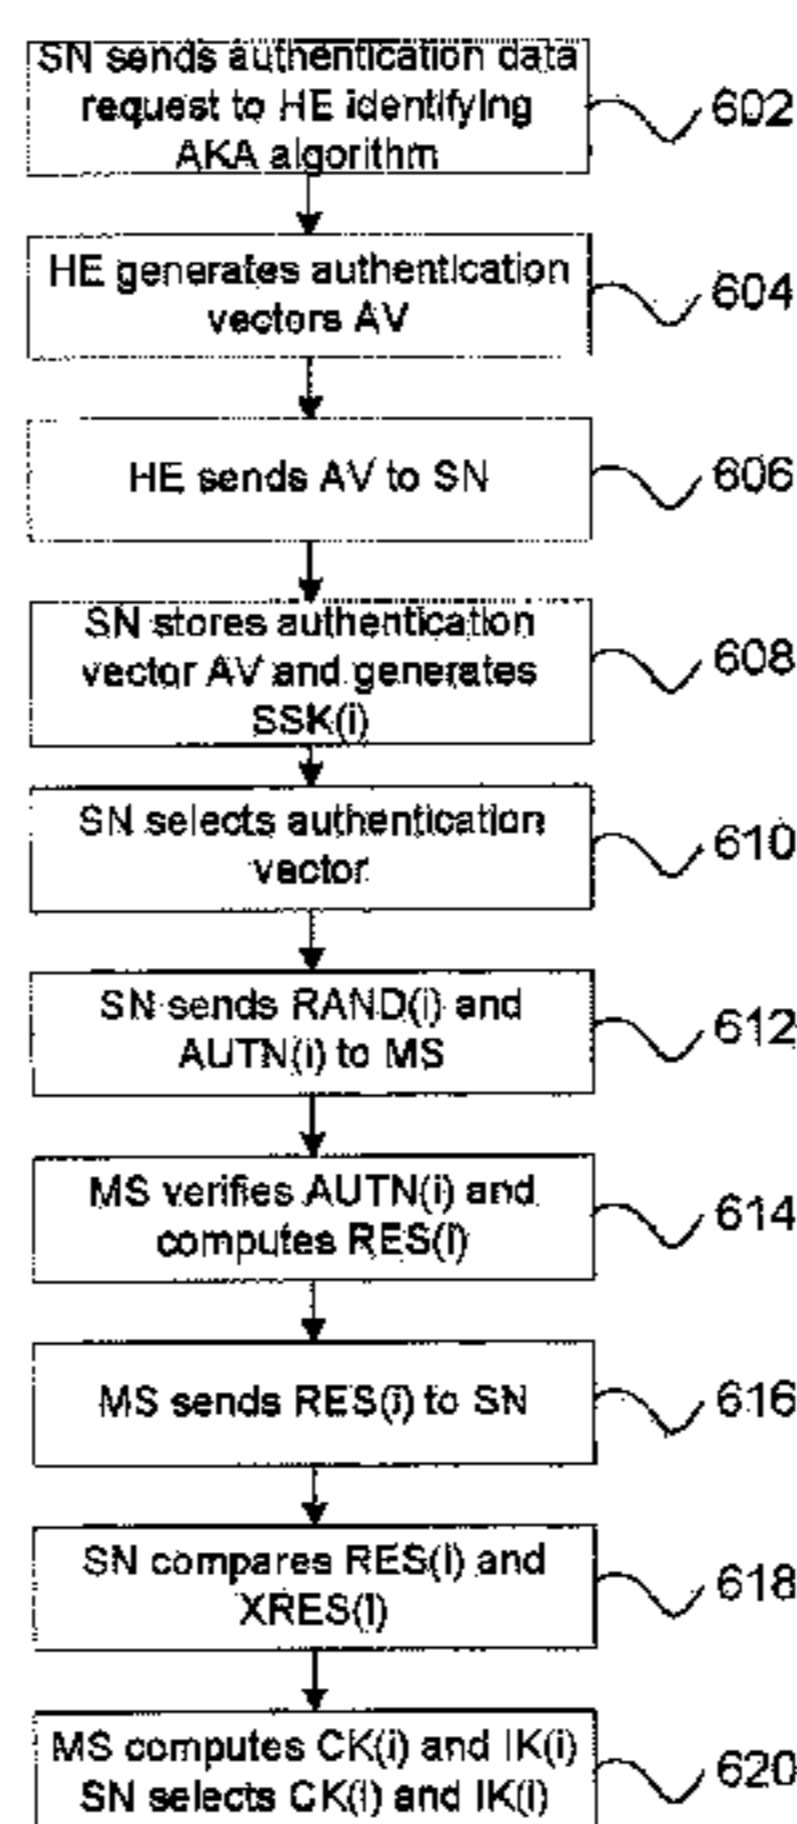 SN sends authentication data
request to HE identifying
AKA algorithm
602
HE generates authentication
vectors AV
604
HE sends AV to SN
606
SN stores authentication
vector AV and generates
SSK(i)
608
SN selects authentication
vector
610
SN sends RAND(i) and
AUTN(i) to MS
612
MS verifies AUTN(i) and
computes RES(i)
614
MS sends RES(i) to SN
616
SN compares RES(i) and
XRES(i)
618
MS computes CK(i) and IK(i)
SN selects CK(i) and IK(i)
620